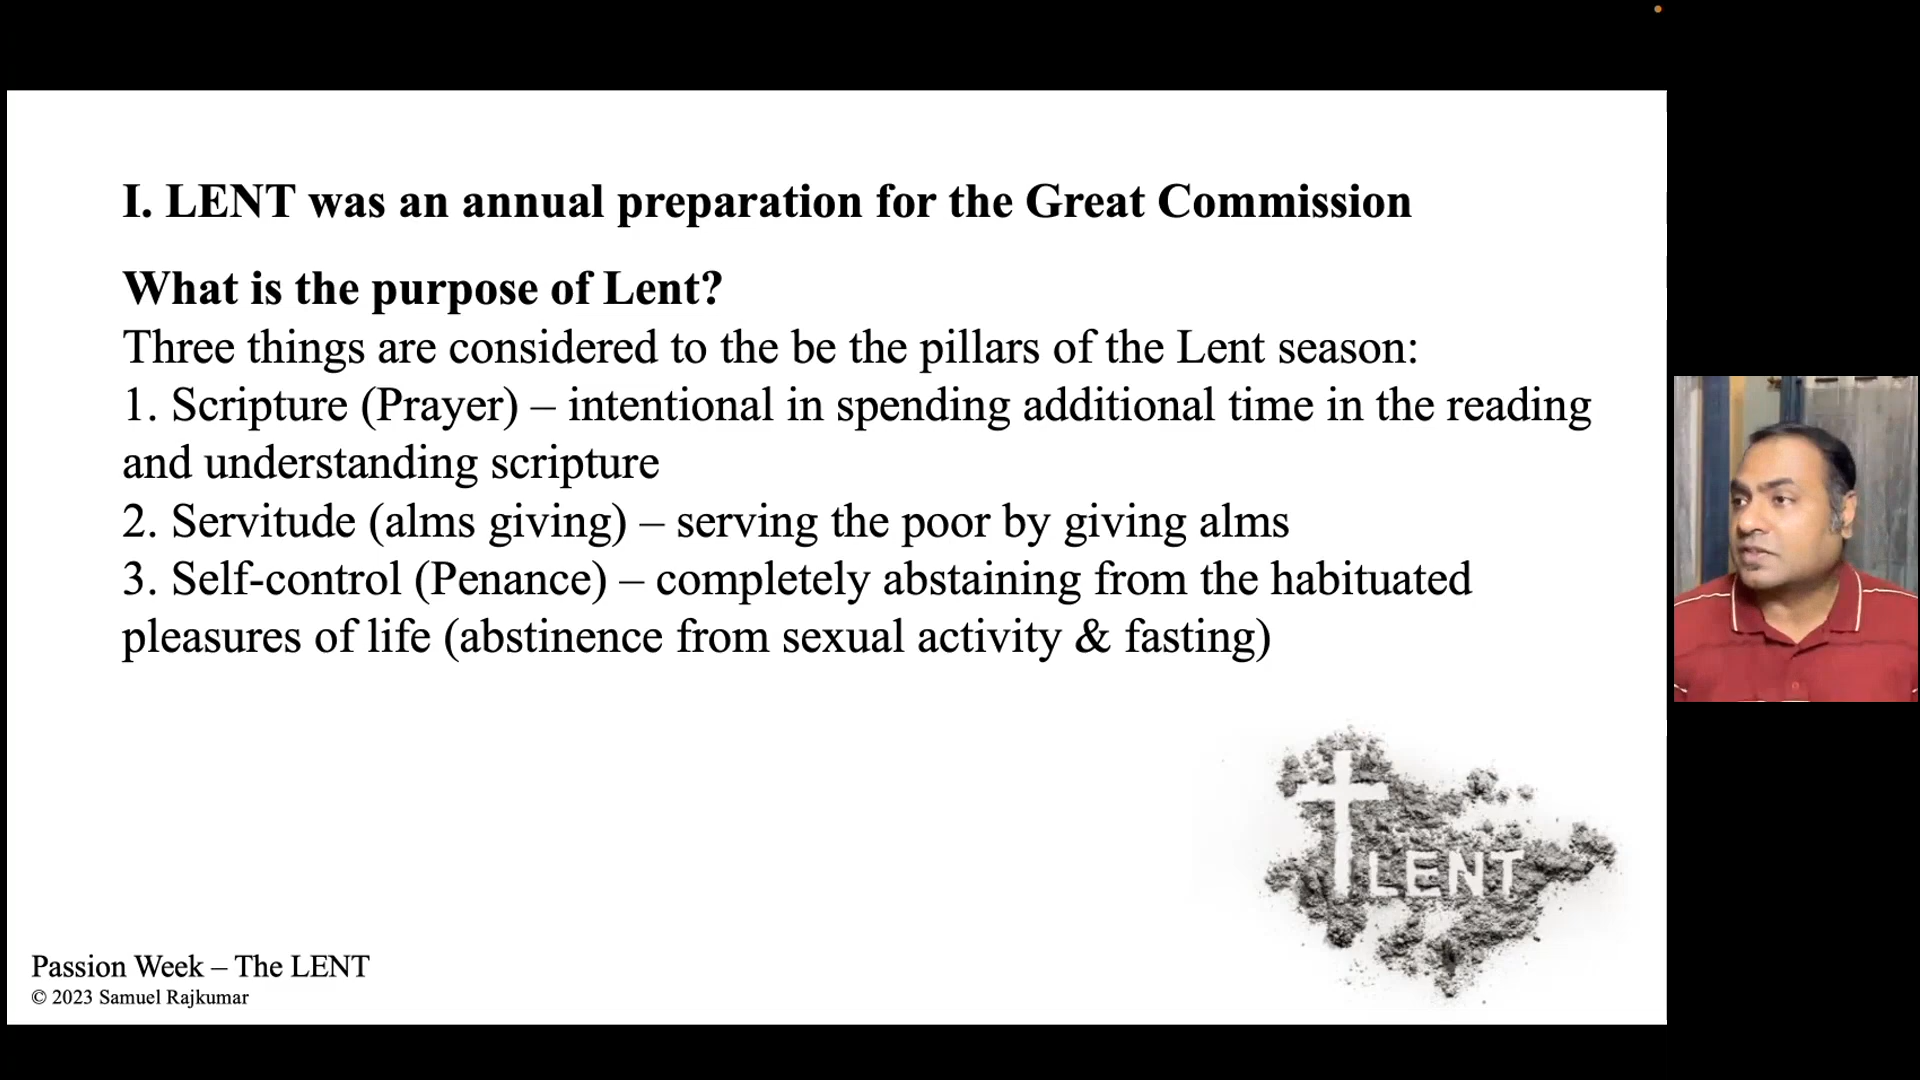 I. LENT was an annual preparation for the Great Commission
What is the purpose of Lent?
Three things are considered to the be the pillars of the Lent season:
1. Scripture (Prayer) – intentional in spending additional time in the reading
and understanding scripture
2. Servitude (alms giving) – serving the poor by giving alms
3. Self-control (Penance) – completely abstaining from the habituated
pleasures of life (abstinence from sexual activity & fasting)
LENT
Passion Week – The LENT
© 2023 Samuel Rajkumar